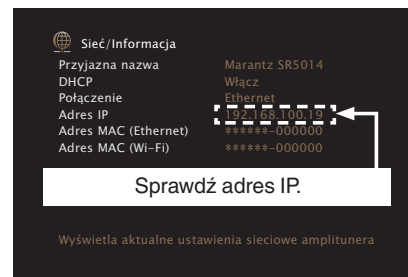 Sieć/Informacja
Przyjazna nazwa Marantz SR5014
DHCP Włącz
Połączenie Ethernet
Adres IP 192.168.100.19
Adres MAC (Ethernet) ******-000000
Adres MAC (Wi-Fi) ******-000000
Sprawdź adres IP.
Wyświetla aktualne ustawienia sieciowe amplitunera